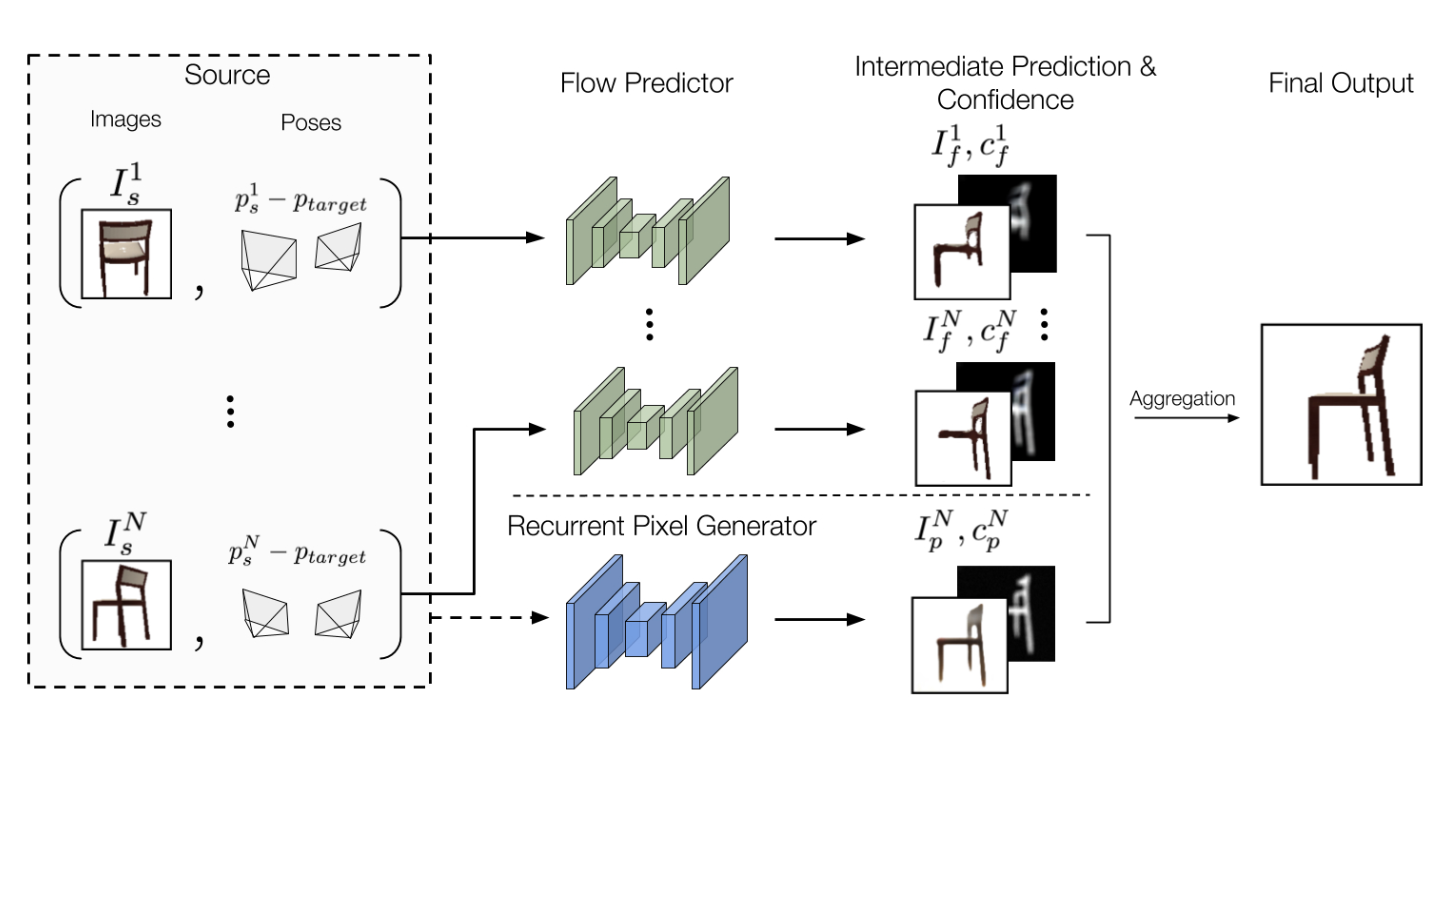 Source
Images
Poses
$I_s^1$
$p_s^1 - p_{target}$
,
$I_s^N$
$p_s^N - p_{target}$
,
Flow Predictor
Recurrent Pixel Generator
Intermediate Prediction &
Confidence
$I_f^1, c_f^1$
$I_f^N, c_f^N$
$I_p^N, c_p^N$
Aggregation
Final Output